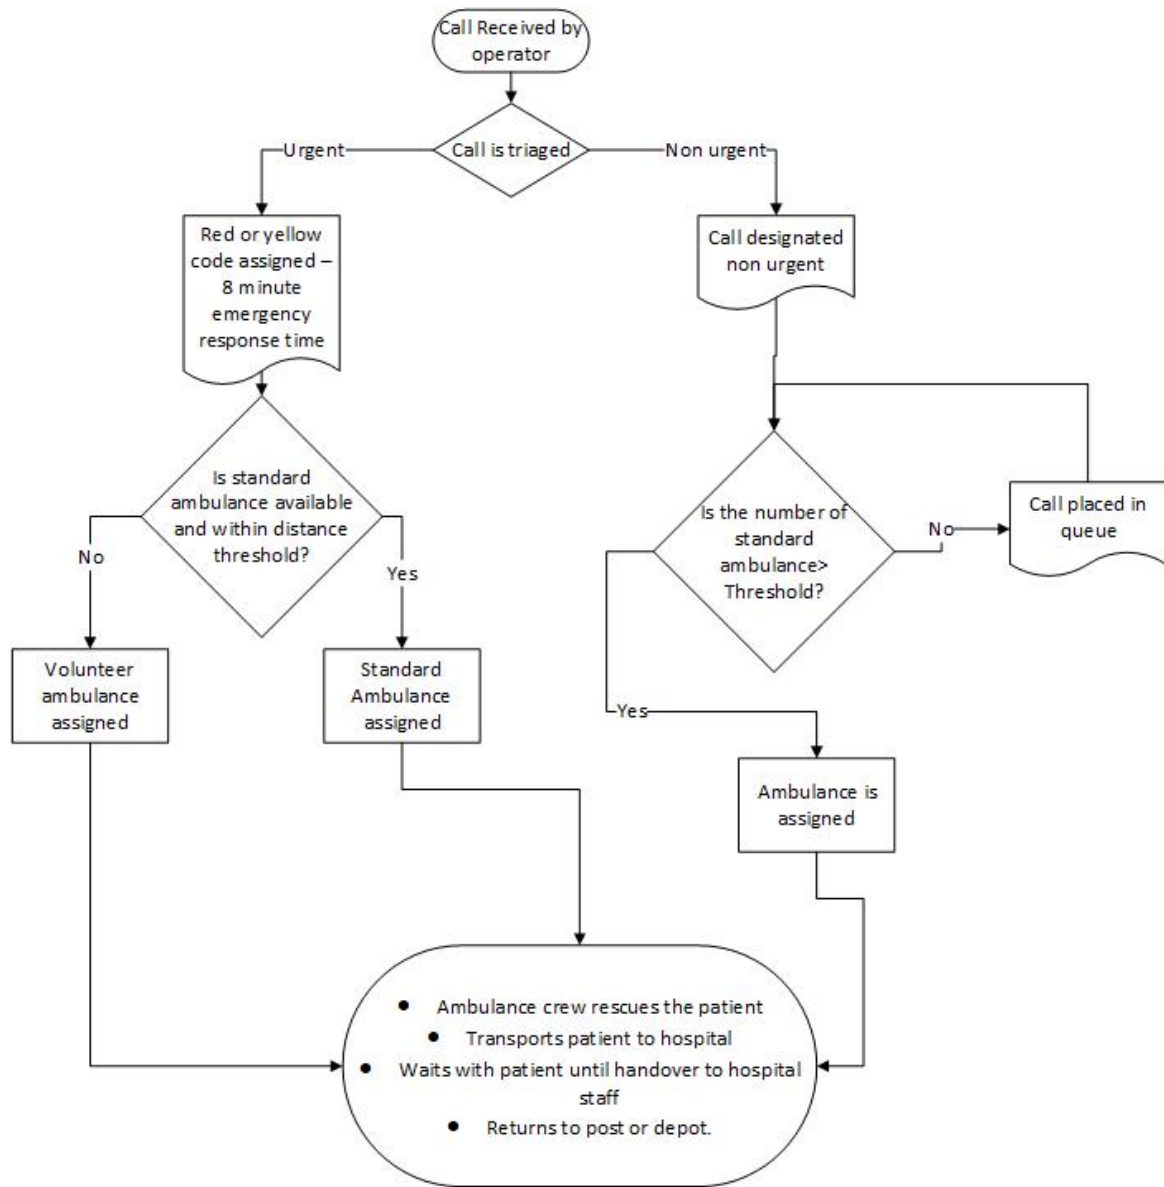 Call Received by
operator
Call is triaged
Urgent
Non urgent
Red or yellow
code assigned –
8 minute
emergency
response time
Call designated
non urgent
Is standard
ambulance available
and within distance
threshold?
No
Yes
Is the number of
standard
ambulance>
Threshold?
No
Call placed in
queue
Volunteer
ambulance
assigned
Standard
Ambulance
assigned
Yes
Ambulance is
assigned
● Ambulance crew rescues the patient
● Transports patient to hospital
● Waits with patient until handover to hospital
staff
● Returns to post or depot.